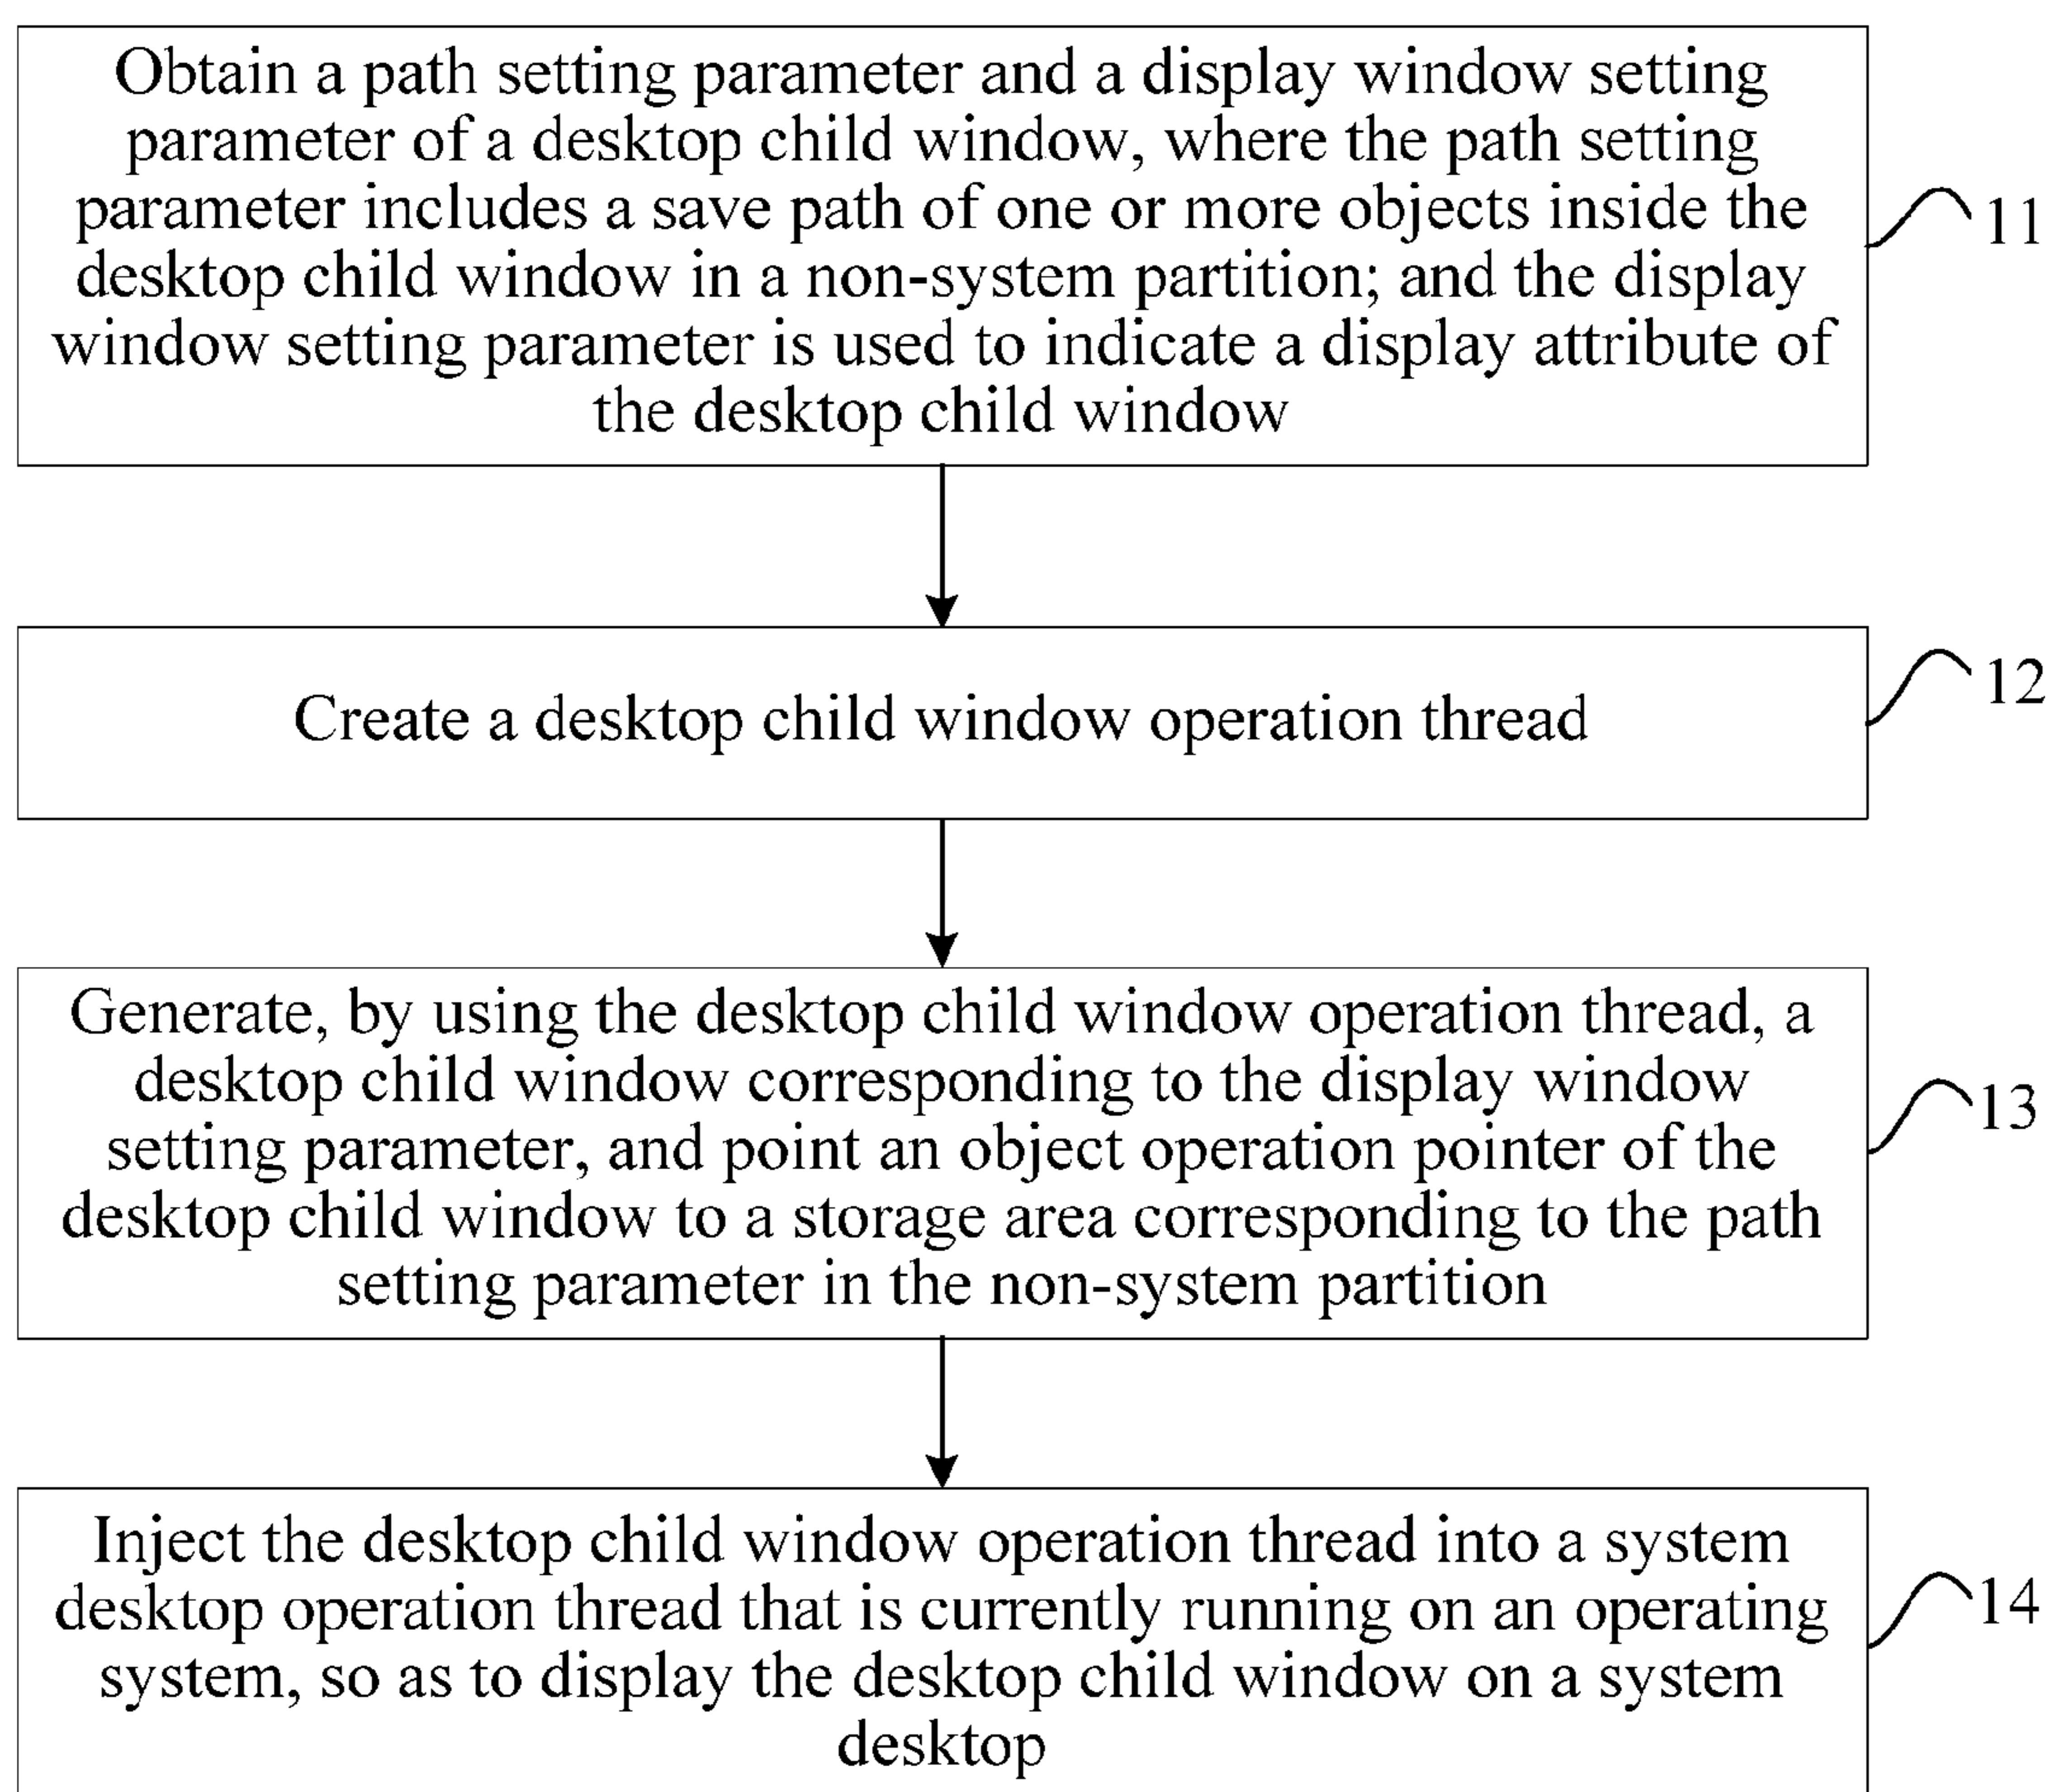 Obtain a path setting parameter and a display window setting
parameter of a desktop child window, where the path setting
parameter includes a save path of one or more objects inside the
desktop child window in a non-system partition; and the display
window setting parameter is used to indicate a display attribute of
the desktop child window
11
Create a desktop child window operation thread
12
Generate, by using the desktop child window operation thread, a
desktop child window corresponding to the display window
setting parameter, and point an object operation pointer of the
desktop child window to a storage area corresponding to the path
setting parameter in the non-system partition
13
Inject the desktop child window operation thread into a system
desktop operation thread that is currently running on an operating
system, so as to display the desktop child window on a system
desktop
14